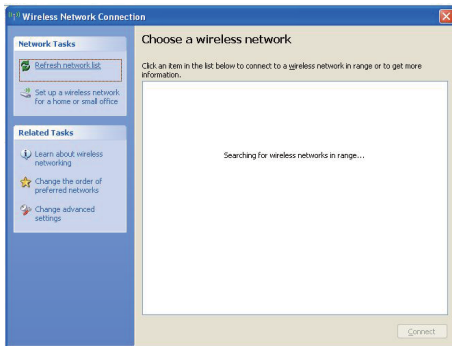 Wireless Network Connection
Network Tasks
Refresh network list
Set up a wireless network
for a home or small office
Related Tasks
Learn about wireless
networking
Change the order of
preferred networks
Change advanced
settings
Choose a wireless network
Click an item in the list below to connect to a wireless network in range or to get more
information.
Searching for wireless networks in range...
Connect